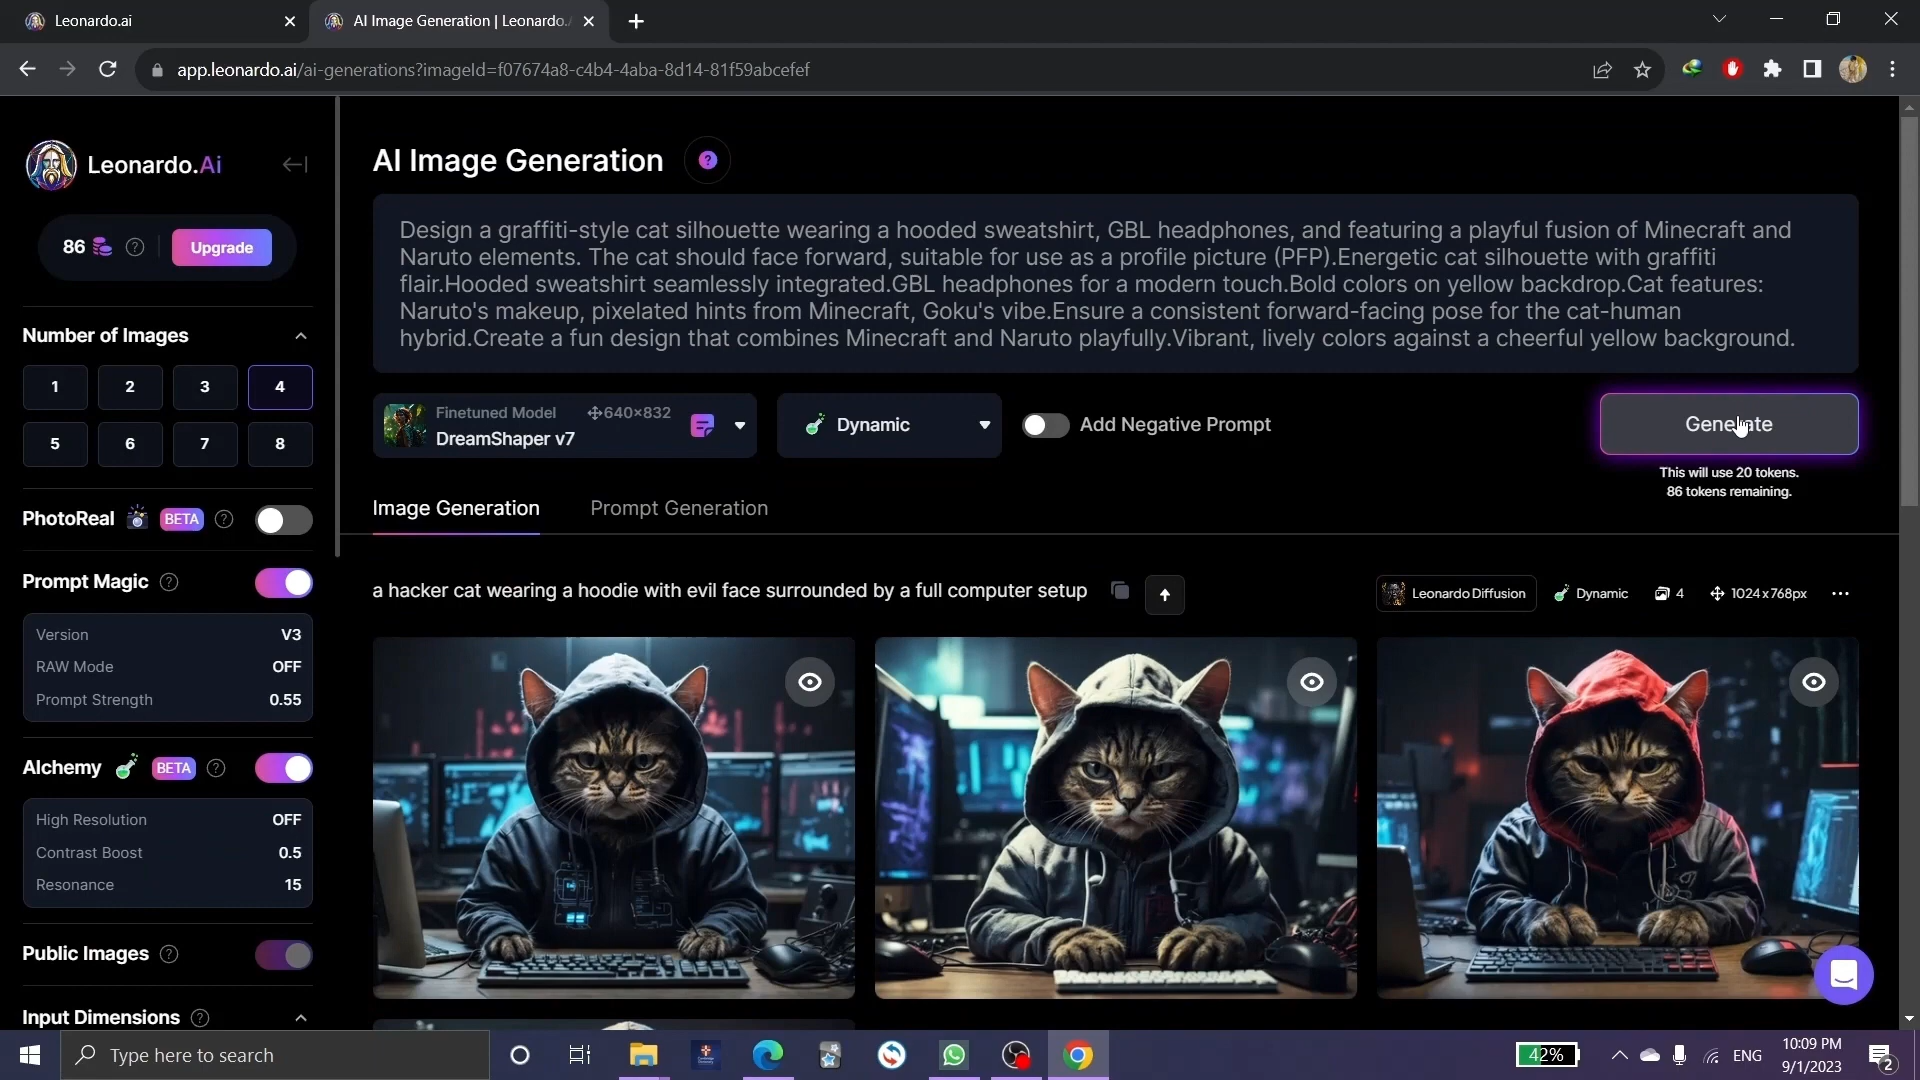 Leonardo.ai
AI Image Generation | Leonardo.A
app.leonardo.ai/ai-generations?imageId=f07674a8-c4b4-4aba-8d14-81f59abcefef
Leonardo.Ai
86
Upgrade
Number of Images
1 2 3 4
5 6 7 8
PhotoReal BETA
Prompt Magic
Version V3
RAW Mode OFF
Prompt Strength 0.55
Alchemy BETA
High Resolution OFF
Contrast Boost 0.5
Resonance 15
Public Images
Input Dimensions
AI Image Generation
Design a graffiti-style cat silhouette wearing a hooded sweatshirt, GBL headphones, and featuring a playful fusion of Minecraft and
Naruto elements. The cat should face forward, suitable for use as a profile picture (PFP).Energetic cat silhouette with graffiti
flair.Hooded sweatshirt seamlessly integrated.GBL headphones for a modern touch.Bold colors on yellow backdrop.Cat features:
Naruto's makeup, pixelated hints from Minecraft, Goku's vibe.Ensure a consistent forward-facing pose for the cat-human
hybrid.Create a fun design that combines Minecraft and Naruto playfully.Vibrant, lively colors against a cheerful yellow background.
Finetuned Model 640×832
DreamShaper v7
Dynamic
Add Negative Prompt
Generate
This will use 20 tokens.
86 tokens remaining.
Image Generation Prompt Generation
a hacker cat wearing a hoodie with evil face surrounded by a full computer setup
Leonardo Diffusion Dynamic 4 1024 x 768px
Type here to search
42%
ENG
10:09 PM
9/1/2023
2